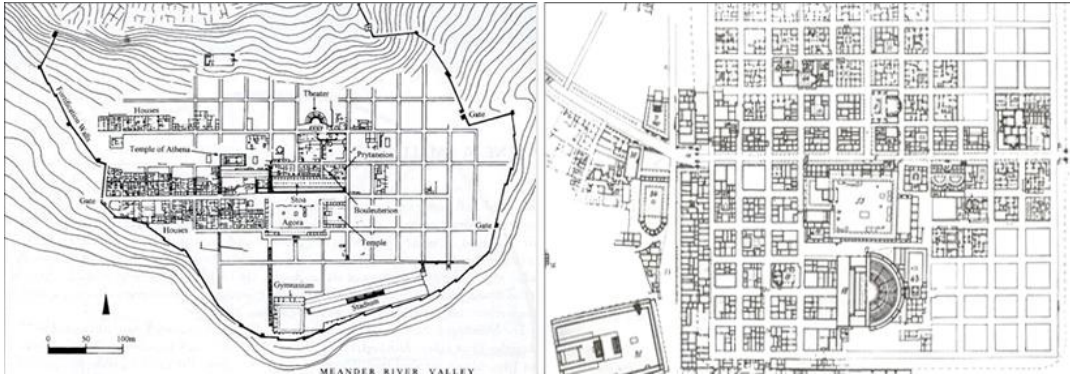 Theater
Gate
Houses
Fortification Walls
Temple of Athena
Prytaneion
Stoa
Bouleuterion
Gate
Agora
Gate
Houses
Temple
Gymnasium
Stadium
0 50 100m
MEANDER RIVER VALLEY